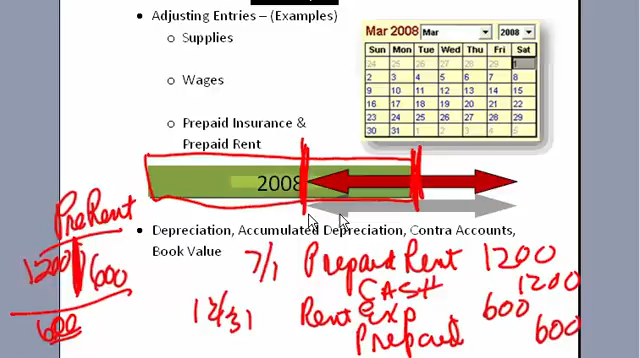 • Adjusting Entries – (Examples)
o Supplies
o Wages
o Prepaid Insurance &
Prepaid Rent
Mar 2008 Mar 2008
Sun Mon Tue Wed Thu Fri Sat
24 25 26 27 28 29 1
2 3 4 5 6 7 8
9 10 11 12 13 14 15
16 17 18 19 20 21 22
23 24 25 26 27 28 29
30 31 1 2 3 4 5
2008
• Depreciation, Accumulated Depreciation, Contra Accounts,
Book Value
Pre Rent
1200 600
600
7/1 Prepaid Rent 1200
CASH 1200
12/31 Rent Exp 600
Prepaid 600